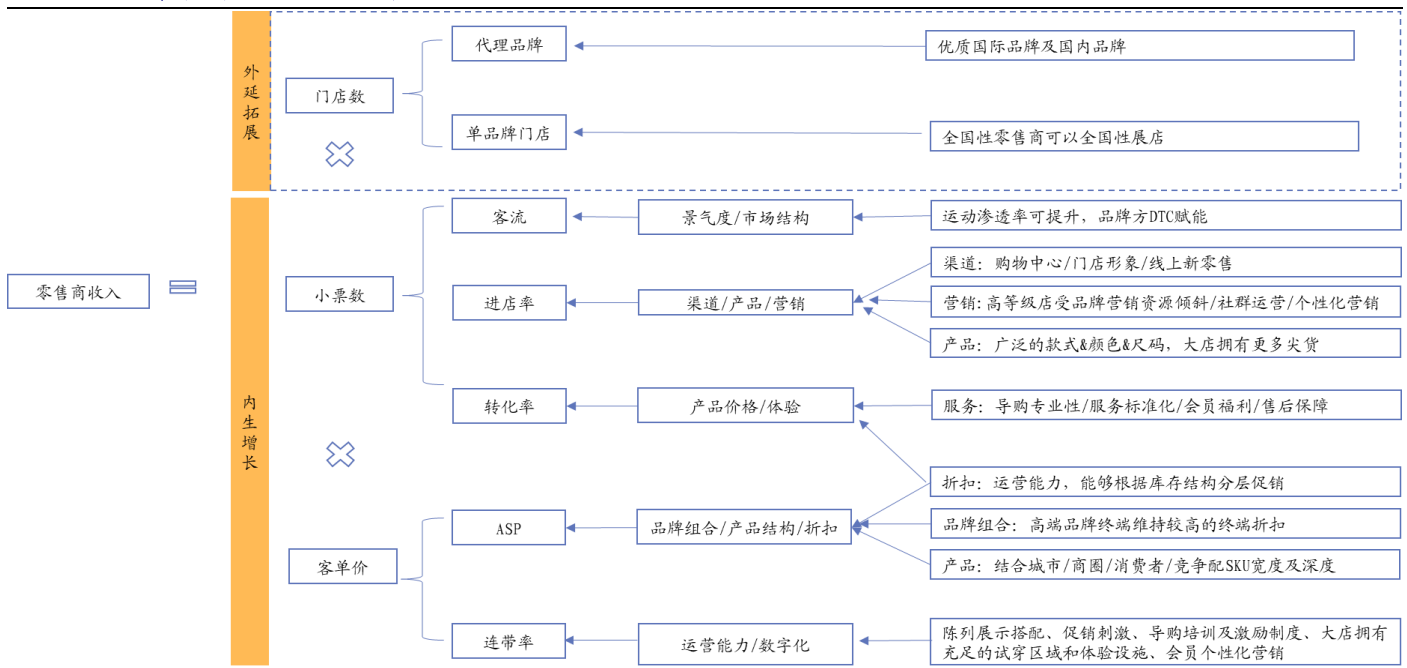 外延拓展
门店数
代理品牌
优质国际品牌及国内品牌
单品牌门店
全国性零售商可以全国性展店
零售商收入
内生增长
小票数
客流
景气度/市场结构
运动渗透率可提升，品牌方DTC赋能
进店率
渠道/产品/营销
渠道：购物中心/门店形象/线上新零售
营销:高等级店受品牌营销资源倾斜/社群运营/个性化营销
产品：广泛的款式&颜色&尺码，大店拥有更多尖货
转化率
产品价格/体验
服务：导购专业性/服务标准化/会员福利/售后保障
折扣：运营能力，能够根据库存结构分层促销
客单价
ASP
品牌组合/产品结构/折扣
品牌组合：高端品牌终端维持较高的终端折扣
产品：结合城市/商圈/消费者/竞争配SKU宽度及深度
连带率
运营能力/数字化
陈列展示搭配、促销刺激、导购培训及激励制度、大店拥有
充足的试穿区域和体验设施、会员个性化营销